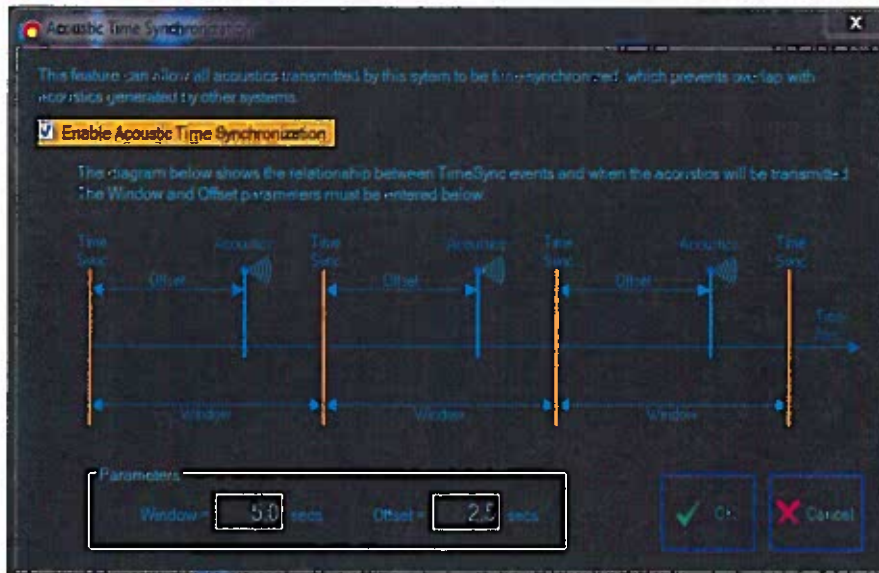 Acoustic Time Synchronization
This feature can allow all acoustics transmitted by this sytem to be time-synchronized, which prevents overlap with
acoustics generated by other systems.
Enable Acoustic Time Synchronization
The diagram below shows the relationship between TimeSync events and when the acoustics will be transmitted.
The Window and Offset parameters must be entered below.
Time Acoustics Time Acoustics Time Acoustics Time
Sync Sync Sync Sync
Offset Offset Offset
Time
Window Window Window
Parameters
Window = 5.0 secs Offset = 2.5 secs
OK Cancel